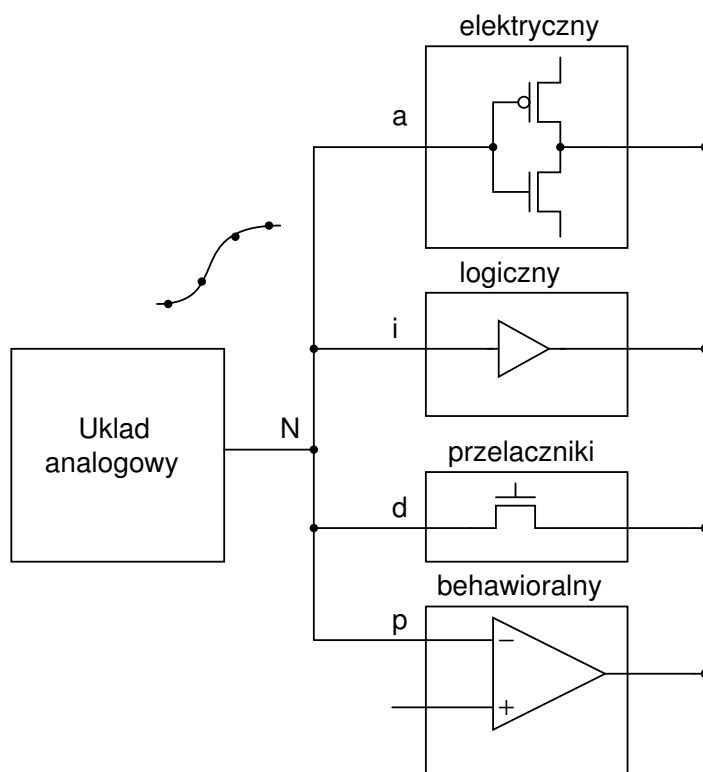 elektryczny
a
logiczny
i
Uklad
analogowy
N
przelaczniki
d
behawioralny
p
−
+